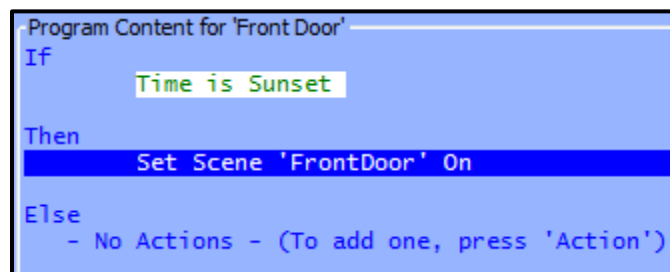 Program Content for 'Front Door'
If
Time is Sunset
Then
Set Scene 'FrontDoor' On
Else
- No Actions - (To add one, press 'Action')